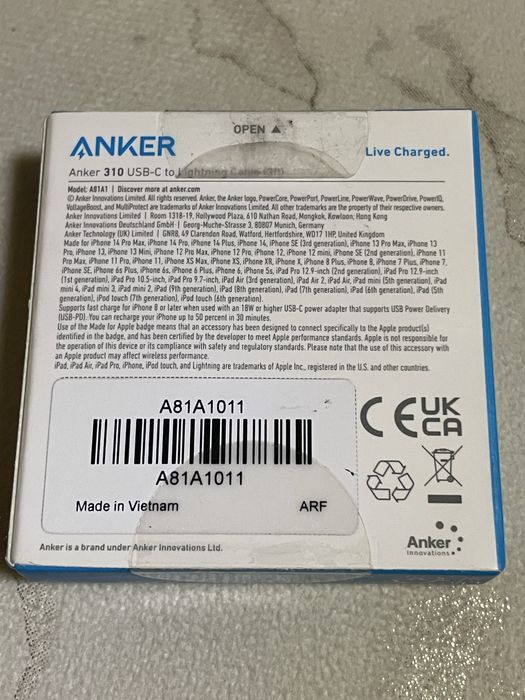 OPEN ▲
ANKER
Live Charged.
Anker 310 USB-C to Lightning Cable (3ft)
Model: A81A1 | Discover more at anker.com
© Anker Innovations Limited. All rights reserved. Anker, the Anker logo, PowerCore, PowerPort, PowerLine, PowerWave, PowerDrive, PowerIQ,
VoltageBoost, and MultiProtect are trademarks of Anker Innovations Limited. All other trademarks are the property of their respective owners.
Anker Innovations Limited | Room 1318-19, Hollywood Plaza, 610 Nathan Road, Mongkok, Kowloon; Hong Kong
Anker Innovations Deutschland GmbH | Georg-Muche-Strasse 3, 80807 Munich, Germany
Anker Technology (UK) Limited | GNRB, 49 Clarendon Road, Watford, Hertfordshire, WD17 1HP, United Kingdom
Made for iPhone 14 Pro Max, iPhone 14 Pro, iPhone 14 Plus, iPhone 14, iPhone SE (3rd generation), iPhone 13 Pro Max, iPhone 13
Pro, iPhone 13, iPhone 13 Mini, iPhone 12 Pro Max, iPhone 12 Pro, iPhone 12, iPhone 12 mini, iPhone SE (2nd generation), iPhone 11
Pro Max, iPhone 11 Pro, iPhone 11, iPhone XS Max, iPhone XS, iPhone XR, iPhone X, iPhone 8 Plus, iPhone 8, iPhone 7 Plus, iPhone 7,
iPhone SE, iPhone 6s Plus, iPhone 6s, iPhone 6 Plus, iPhone 6, iPhone 5s, iPad Pro 12.9-inch (2nd generation), iPad Pro 12.9-inch
(1st generation), iPad Pro 10.5-inch, iPad Pro 9.7-inch, iPad Air (3rd generation), iPad Air 2, iPad Air, iPad mini (5th generation), iPad
mini 4, iPad mini 3, iPad mini 2, iPad (9th generation), iPad (8th generation), iPad (7th generation), iPad (6th generation), iPad (5th
generation), iPod touch (7th generation), iPod touch (6th generation).
Supports fast charge for iPhone 8 or later when used with an 18W or higher USB-C power adapter that supports USB Power Delivery
(USB-PD). You can recharge your iPhone up to 50 percent in 30 minutes.
Use of the Made for Apple badge means that an accessory has been designed to connect specifically to the Apple product(s)
identified in the badge, and has been certified by the developer to meet Apple performance standards. Apple is not responsible for
the operation of this device or its compliance with safety and regulatory standards. Please note that the use of this accessory with
an Apple product may affect wireless performance.
iPad, iPad Air, iPad Pro, iPhone, iPod touch, and Lightning are trademarks of Apple Inc., registered in the U.S. and other countries.
A81A1011
A81A1011
Made in Vietnam
ARF
CE
UK
CA
Anker
Innovations
Anker is a brand under Anker Innovations Ltd.